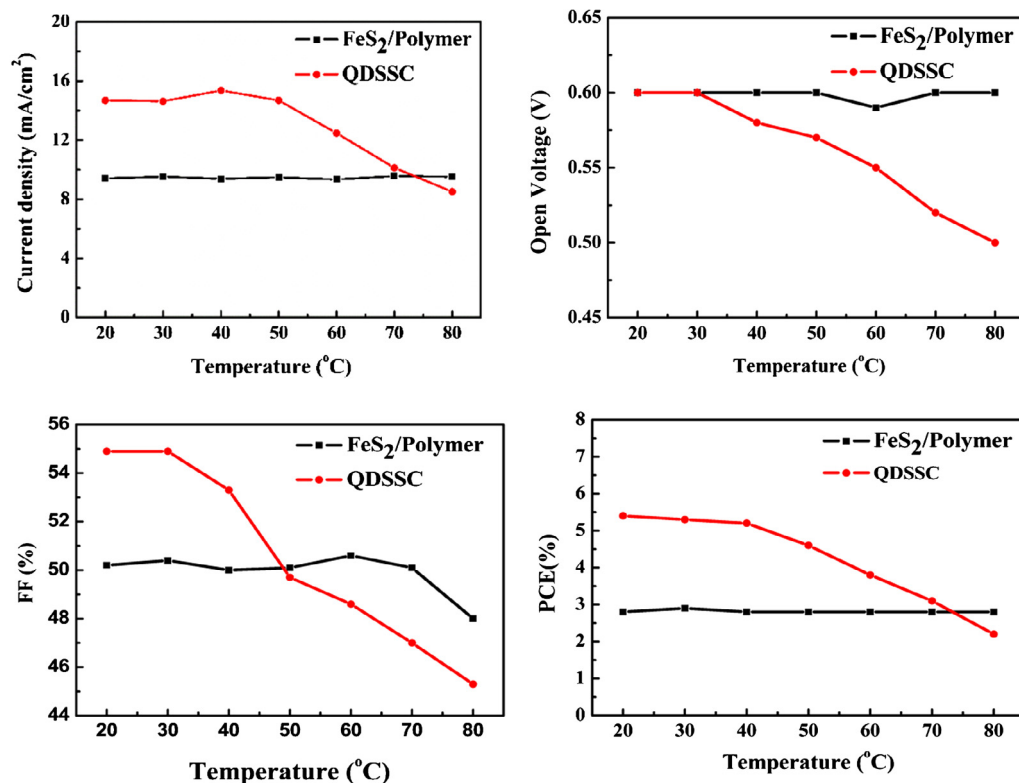 20
16
12
8
4
0
Current density (mA/cm²)
FeS₂/Polymer
QDSSC
20 30 40 50 60 70 80
Temperature (°C)
0.65
0.60
0.55
0.50
0.45
Open Voltage (V)
FeS₂/Polymer
QDSSC
20 30 40 50 60 70 80
Temperature (°C)
56
54
52
50
48
46
44
FF (%)
FeS₂/Polymer
QDSSC
20 30 40 50 60 70 80
Temperature (°C)
8
7
6
5
4
3
2
1
0
PCE(%)
FeS₂/Polymer
QDSSC
20 30 40 50 60 70 80
Temperature (°C)